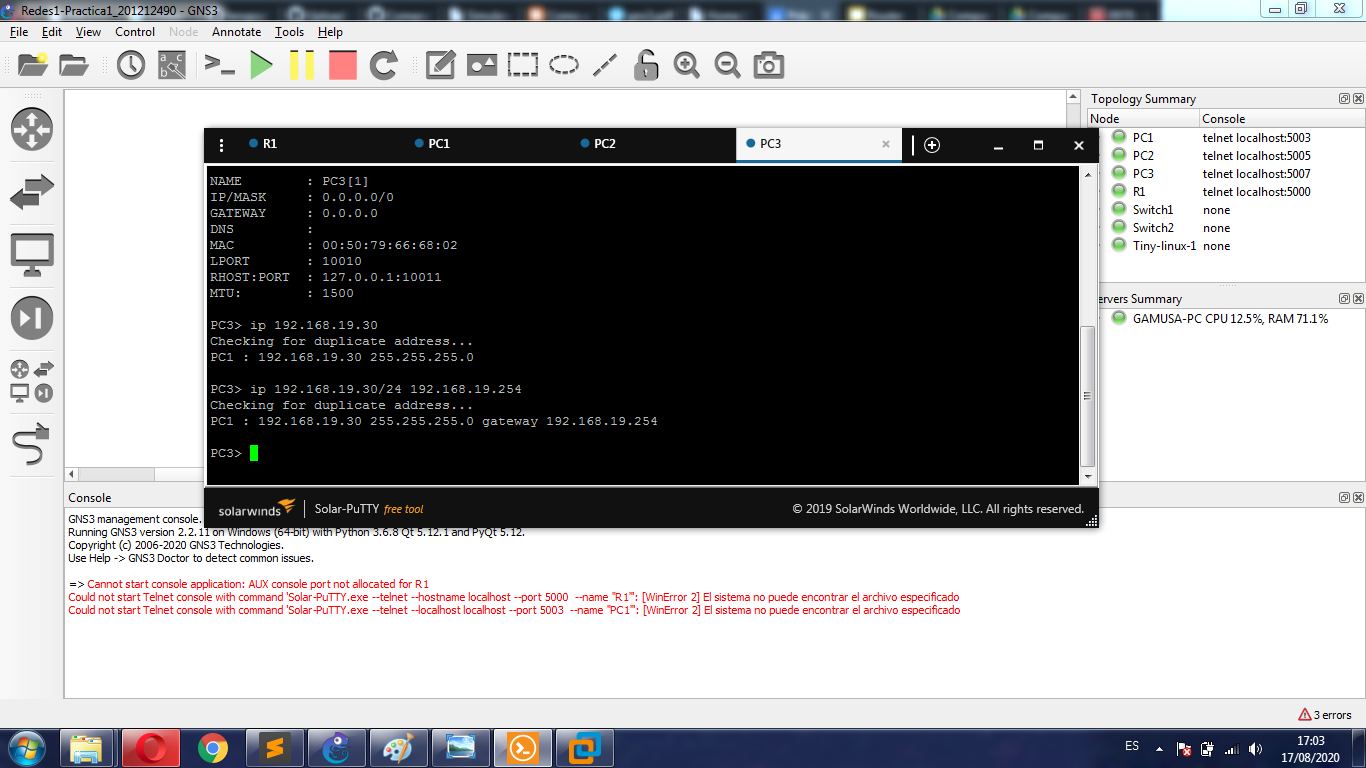 Redes1-Practica1_201212490 - GNS3
File Edit View Control Node Annotate Tools Help
Topology Summary
Node Console
PC1 telnet localhost:5003
PC2 telnet localhost:5005
PC3 telnet localhost:5007
R1 telnet localhost:5000
Switch1 none
Switch2 none
Tiny-linux-1 none
ervers Summary
GAMUSA-PC CPU 12.5%, RAM 71.1%
R1 PC1 PC2 PC3
NAME : PC3[1]
IP/MASK : 0.0.0.0/0
GATEWAY : 0.0.0.0
DNS :
MAC : 00:50:79:66:68:02
LPORT : 10010
RHOST:PORT : 127.0.0.1:10011
MTU: : 1500
PC3> ip 192.168.19.30
Checking for duplicate address...
PC1 : 192.168.19.30 255.255.255.0
PC3> ip 192.168.19.30/24 192.168.19.254
Checking for duplicate address...
PC1 : 192.168.19.30 255.255.255.0 gateway 192.168.19.254
PC3>
solarwinds Solar-PuTTY free tool © 2019 SolarWinds Worldwide, LLC. All rights reserved.
Console
GNS3 management console.
Running GNS3 version 2.2.11 on Windows (64-bit) with Python 3.6.8 Qt 5.12.1 and PyQt 5.12.
Copyright (c) 2006-2020 GNS3 Technologies.
Use Help -> GNS3 Doctor to detect common issues.
=> Cannot start console application: AUX console port not allocated for R1
Could not start Telnet console with command 'Solar-PuTTY.exe --telnet --hostname localhost --port 5000 --name "R1"': [WinError 2] El sistema no puede encontrar el archivo especificado
Could not start Telnet console with command 'Solar-PuTTY.exe --telnet --localhost localhost --port 5003 --name "PC1"': [WinError 2] El sistema no puede encontrar el archivo especificado
3 errors
ES
17:03
17/08/2020